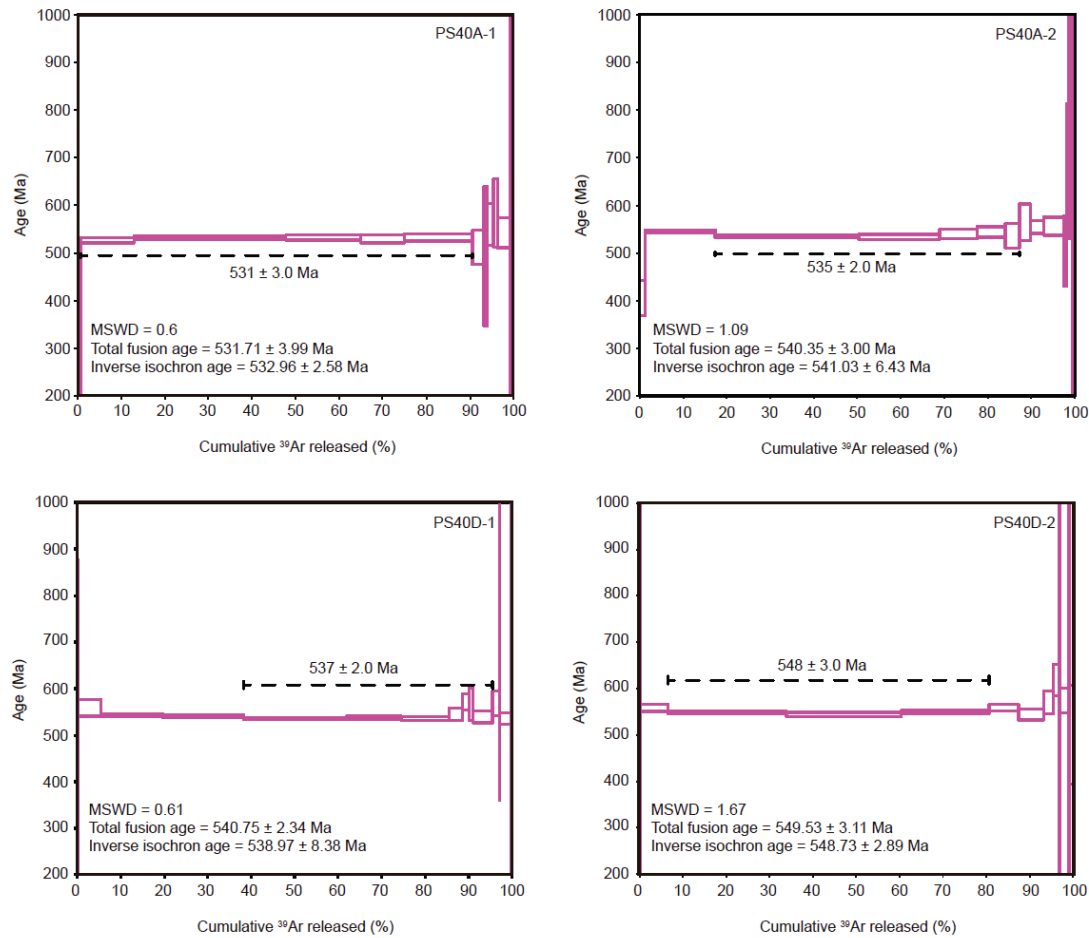 PS40A-1
1000
900
800
700
600
500
400
300
200
Age (Ma)
531 ± 3.0 Ma
MSWD = 0.6
Total fusion age = 531.71 ± 3.99 Ma
Inverse isochron age = 532.96 ± 2.58 Ma
0 10 20 30 40 50 60 70 80 90 100
Cumulative ³⁹Ar released (%)
PS40A-2
1000
900
800
700
600
500
400
300
200
Age (Ma)
535 ± 2.0 Ma
MSWD = 1.09
Total fusion age = 540.35 ± 3.00 Ma
Inverse isochron age = 541.03 ± 6.43 Ma
0 10 20 30 40 50 60 70 80 90 100
Cumulative ³⁹Ar released (%)
PS40D-1
1000
900
800
700
600
500
400
300
200
Age (Ma)
537 ± 2.0 Ma
MSWD = 0.61
Total fusion age = 540.75 ± 2.34 Ma
Inverse isochron age = 538.97 ± 8.38 Ma
0 10 20 30 40 50 60 70 80 90 100
Cumulative ³⁹Ar released (%)
PS40D-2
1000
900
800
700
600
500
400
300
200
Age (Ma)
548 ± 3.0 Ma
MSWD = 1.67
Total fusion age = 549.53 ± 3.11 Ma
Inverse isochron age = 548.73 ± 2.89 Ma
0 10 20 30 40 50 60 70 80 90 100
Cumulative ³⁹Ar released (%)